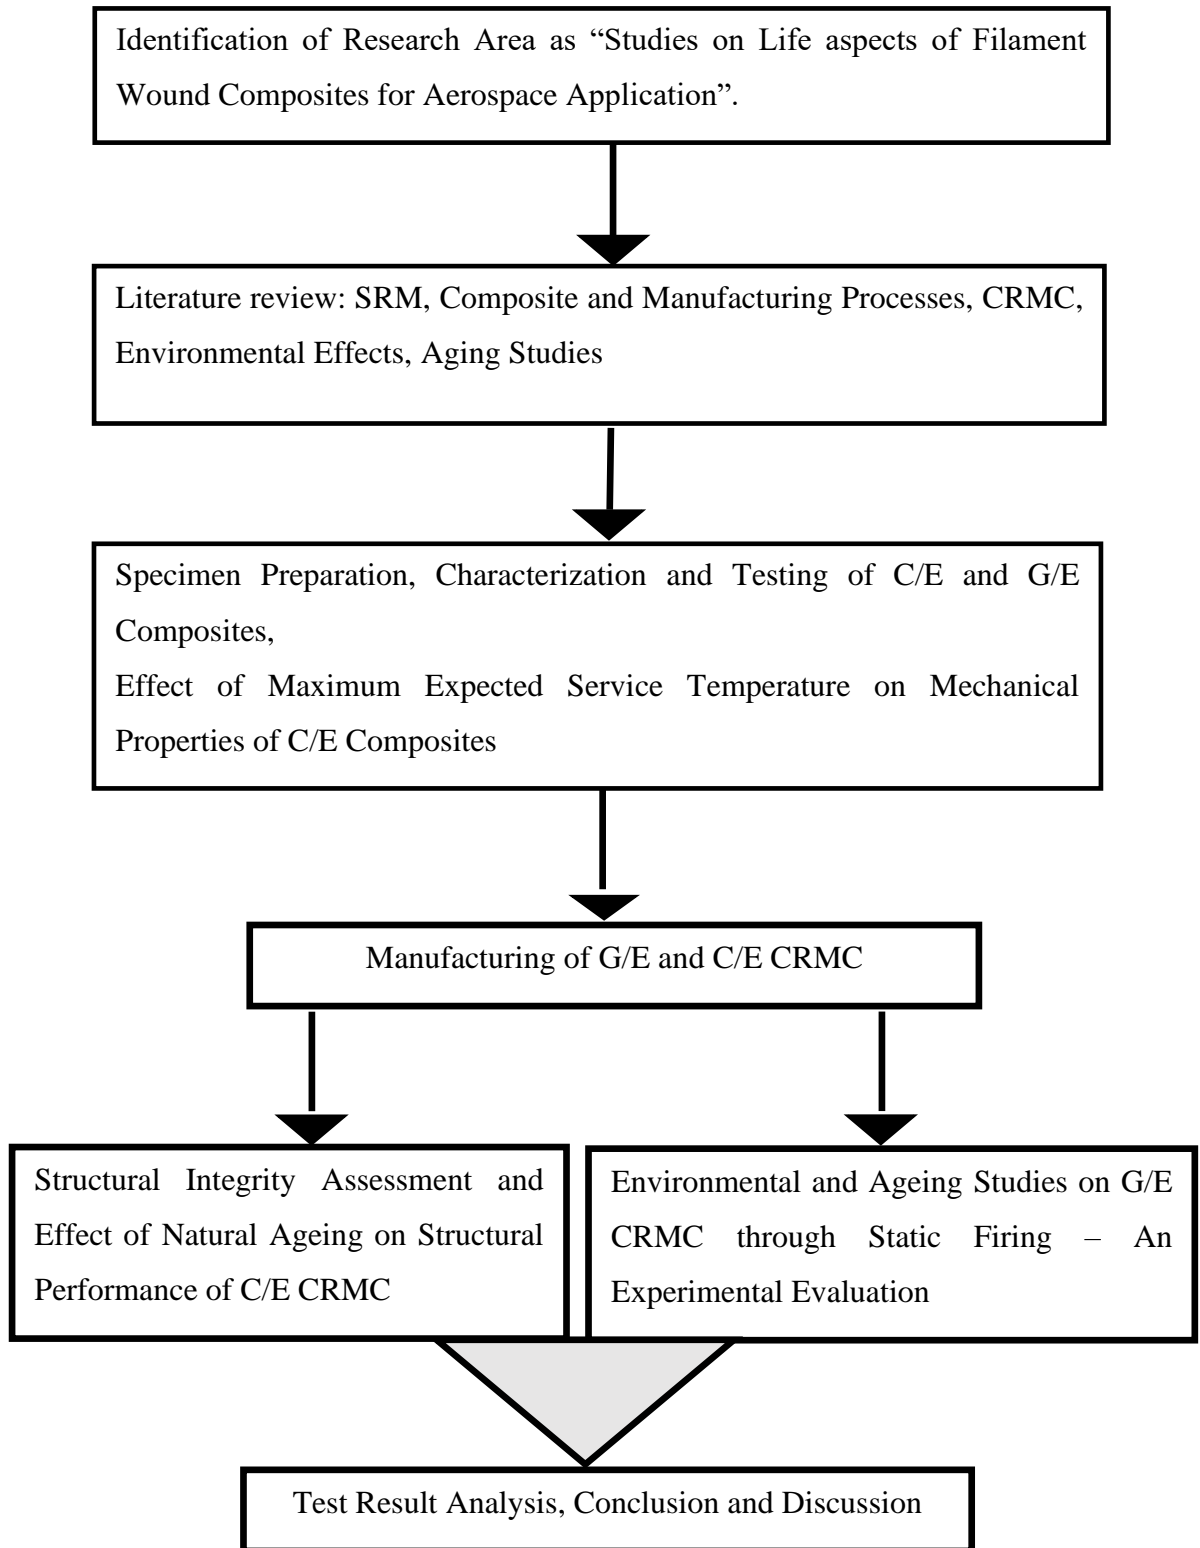 Identification of Research Area as “Studies on Life aspects of Filament
Wound Composites for Aerospace Application”.
Literature review: SRM, Composite and Manufacturing Processes, CRMC,
Environmental Effects, Aging Studies
Specimen Preparation, Characterization and Testing of C/E and G/E
Composites,
Effect of Maximum Expected Service Temperature on Mechanical
Properties of C/E Composites
Manufacturing of G/E and C/E CRMC
Structural Integrity Assessment and
Effect of Natural Ageing on Structural
Performance of C/E CRMC
Environmental and Ageing Studies on G/E
CRMC through Static Firing – An
Experimental Evaluation
Test Result Analysis, Conclusion and Discussion